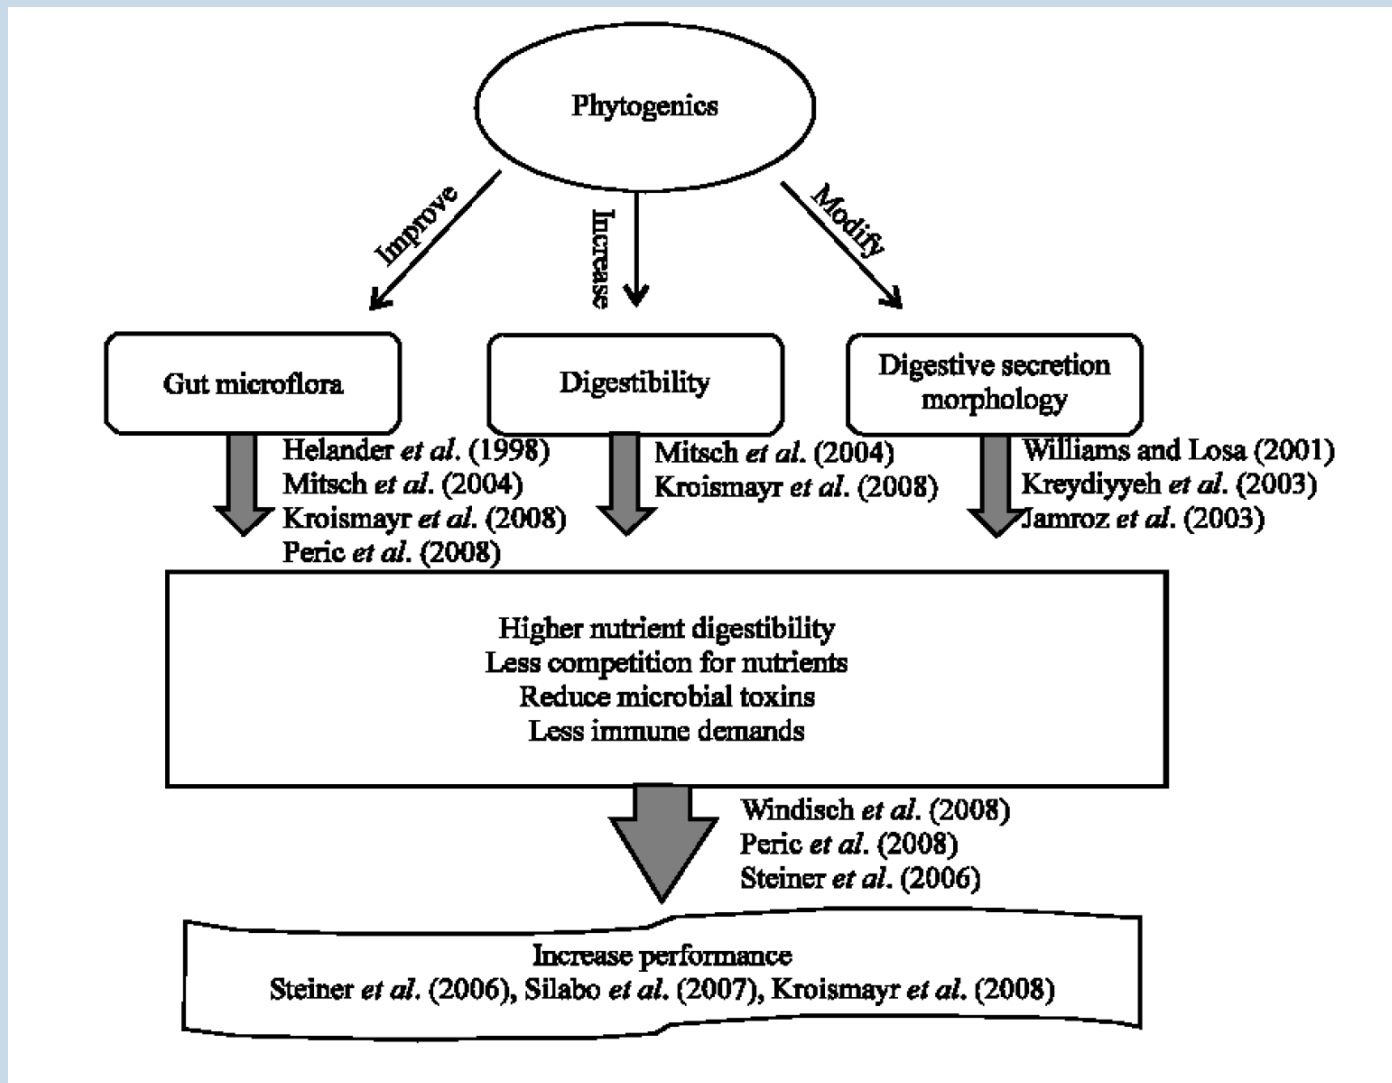 Phytogenics
Improve
Increase
Modify
Gut microflora
Digestibility
Digestive secretion
morphology
Helander et al. (1998)
Mitsch et al. (2004)
Kroismayr et al. (2008)
Peric et al. (2008)
Mitsch et al. (2004)
Kroismayr et al. (2008)
Williams and Losa (2001)
Kreydiyyeh et al. (2003)
Jamroz et al. (2003)
Higher nutrient digestibility
Less competition for nutrients
Reduce microbial toxins
Less immune demands
Windisch et al. (2008)
Peric et al. (2008)
Steiner et al. (2006)
Increase performance
Steiner et al. (2006), Silabo et al. (2007), Kroismayr et al. (2008)